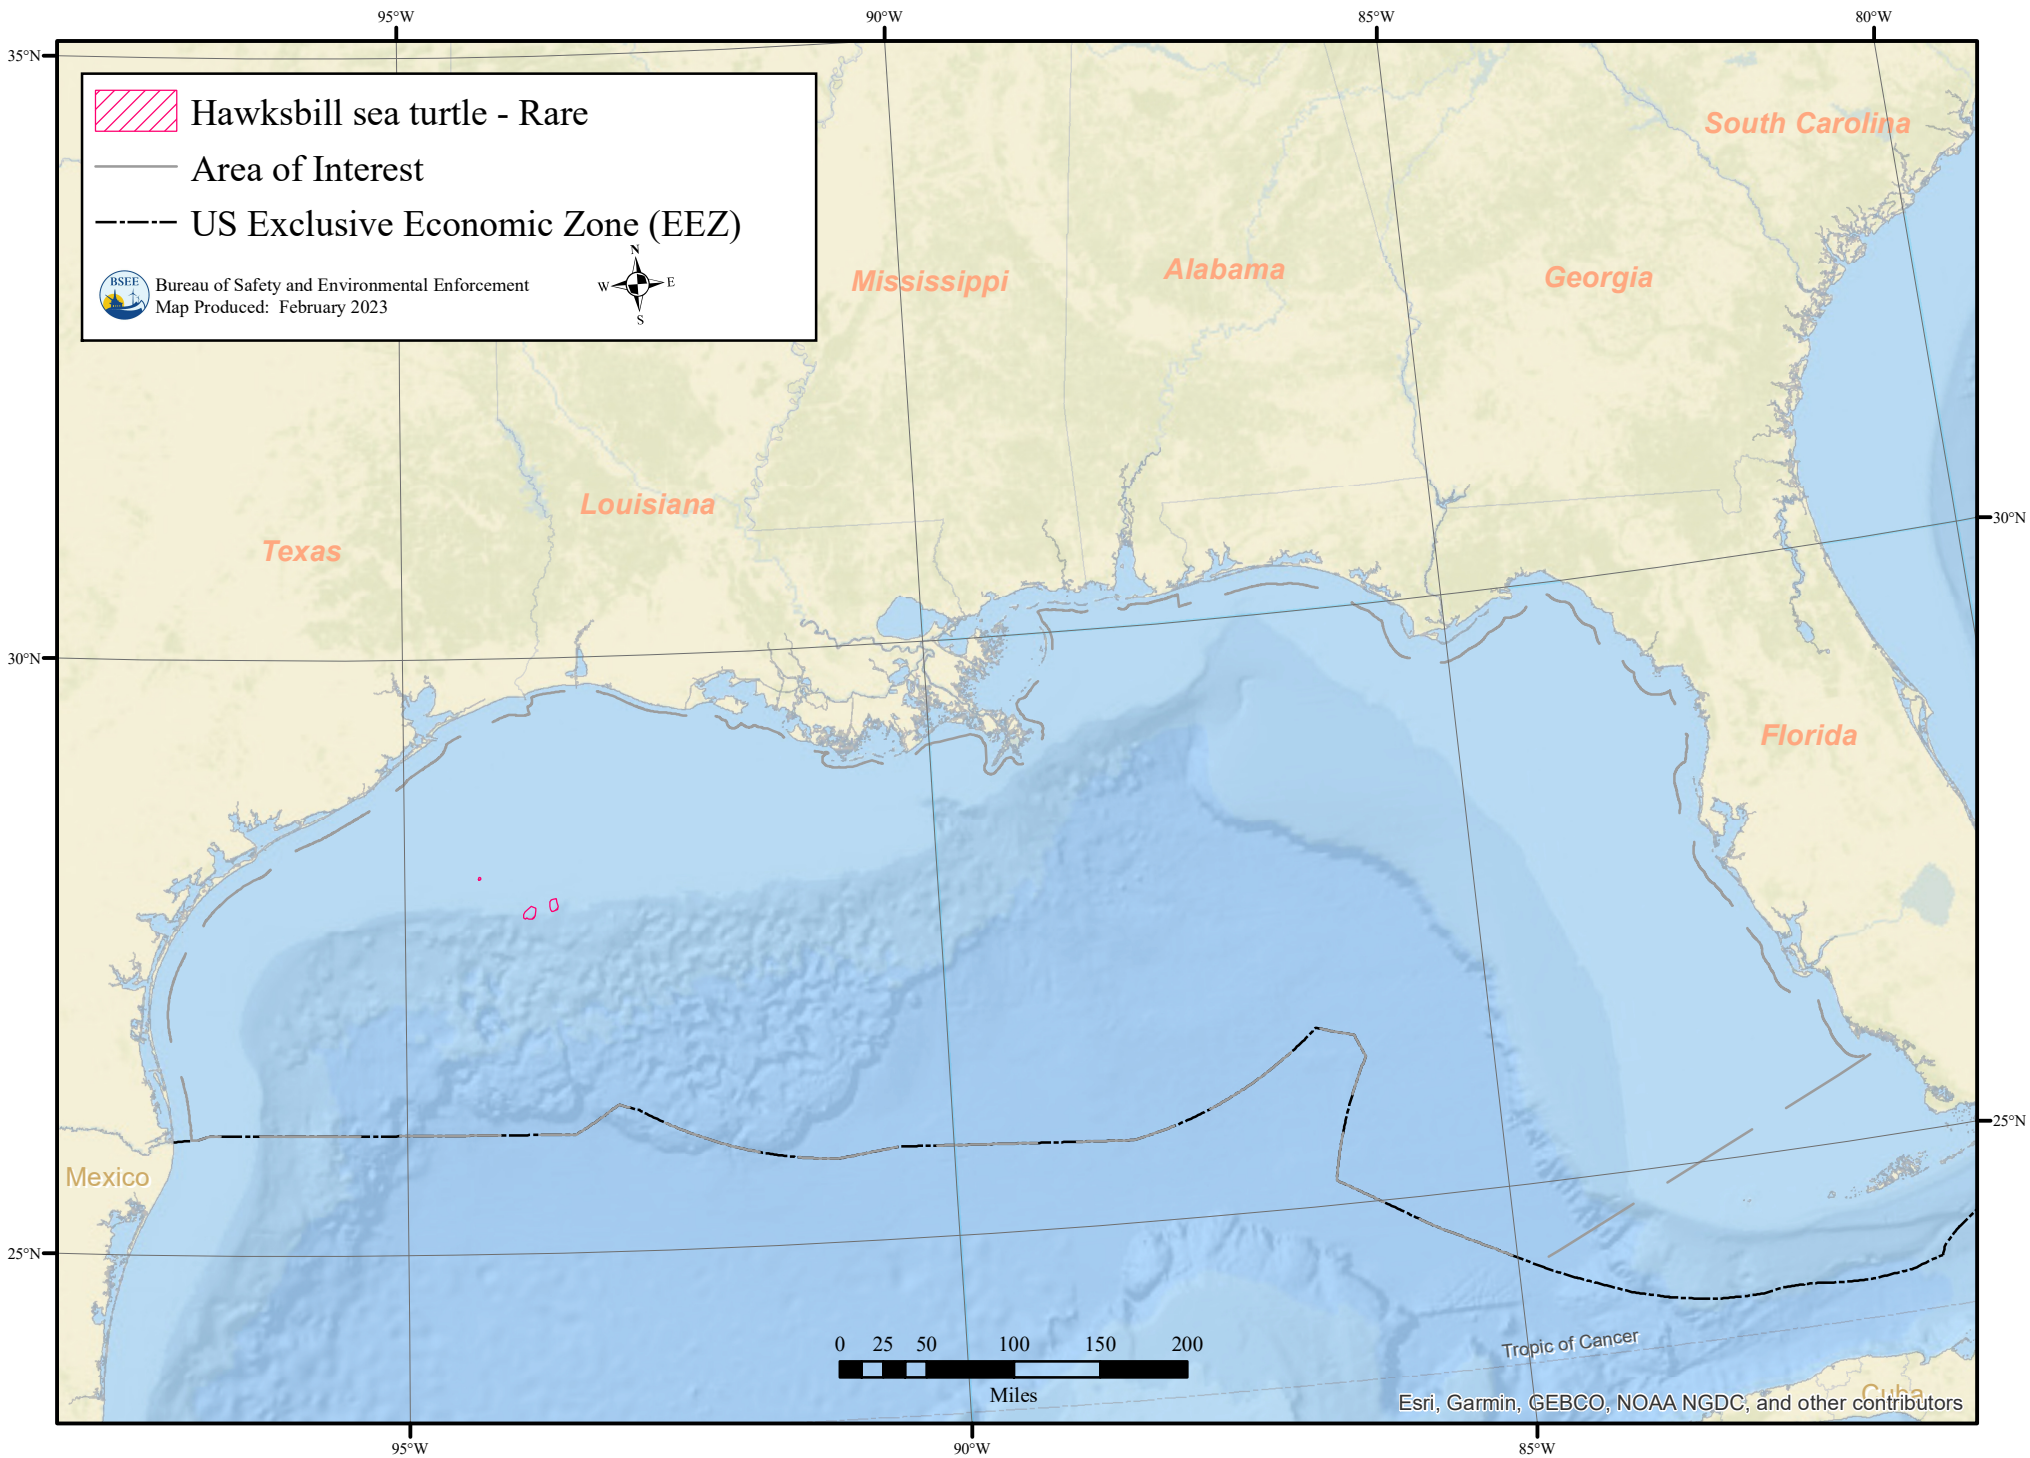 95°W
90°W
85°W
80°W
35°N
Hawksbill sea turtle - Rare
Area of Interest
US Exclusive Economic Zone (EEZ)
BSEE
Bureau of Safety and Environmental Enforcement
Map Produced:  February 2023
N
W
E
S
South Carolina
Mississippi
Alabama
Georgia
Louisiana
Texas
30°N
30°N
Florida
25°N
Mexico
25°N
0 25 50 100 150 200
Miles
Tropic of Cancer
Cuba
Esri, Garmin, GEBCO, NOAA NGDC, and other contributors
95°W
90°W
85°W